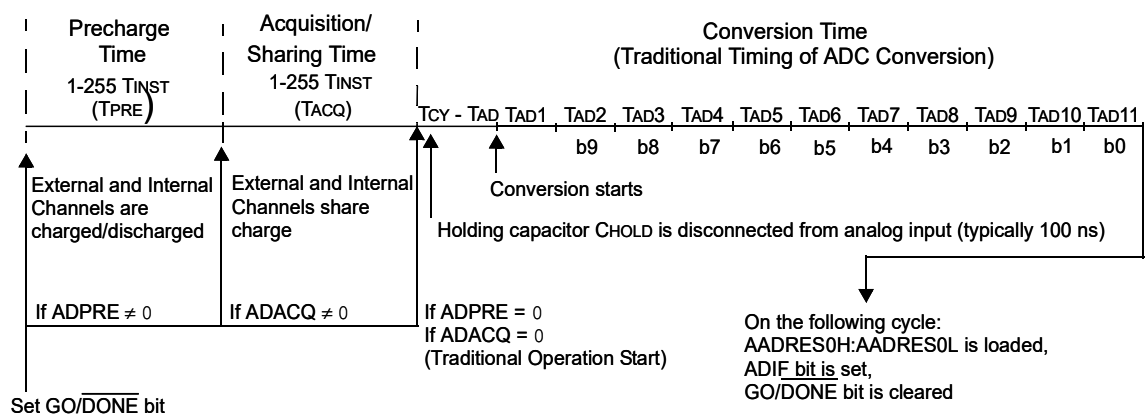 Precharge
Time
1-255 TINST
(TPRE)
Acquisition/
Sharing Time
1-255 TINST
(TACQ)
Conversion Time
(Traditional Timing of ADC Conversion)
TCY - TAD TAD1 TAD2 TAD3 TAD4 TAD5 TAD6 TAD7 TAD8 TAD9 TAD10 TAD11
b9 b8 b7 b6 b5 b4 b3 b2 b1 b0
External and Internal
Channels are
charged/discharged
External and Internal
Channels share
charge
Conversion starts
Holding capacitor CHOLD is disconnected from analog input (typically 100 ns)
If ADPRE ≠ 0
If ADACQ ≠ 0
If ADPRE = 0
If ADACQ = 0
(Traditional Operation Start)
On the following cycle:
AADRES0H:AADRES0L is loaded,
ADIF bit is set,
GO/DONE bit is cleared
Set GO/DONE bit